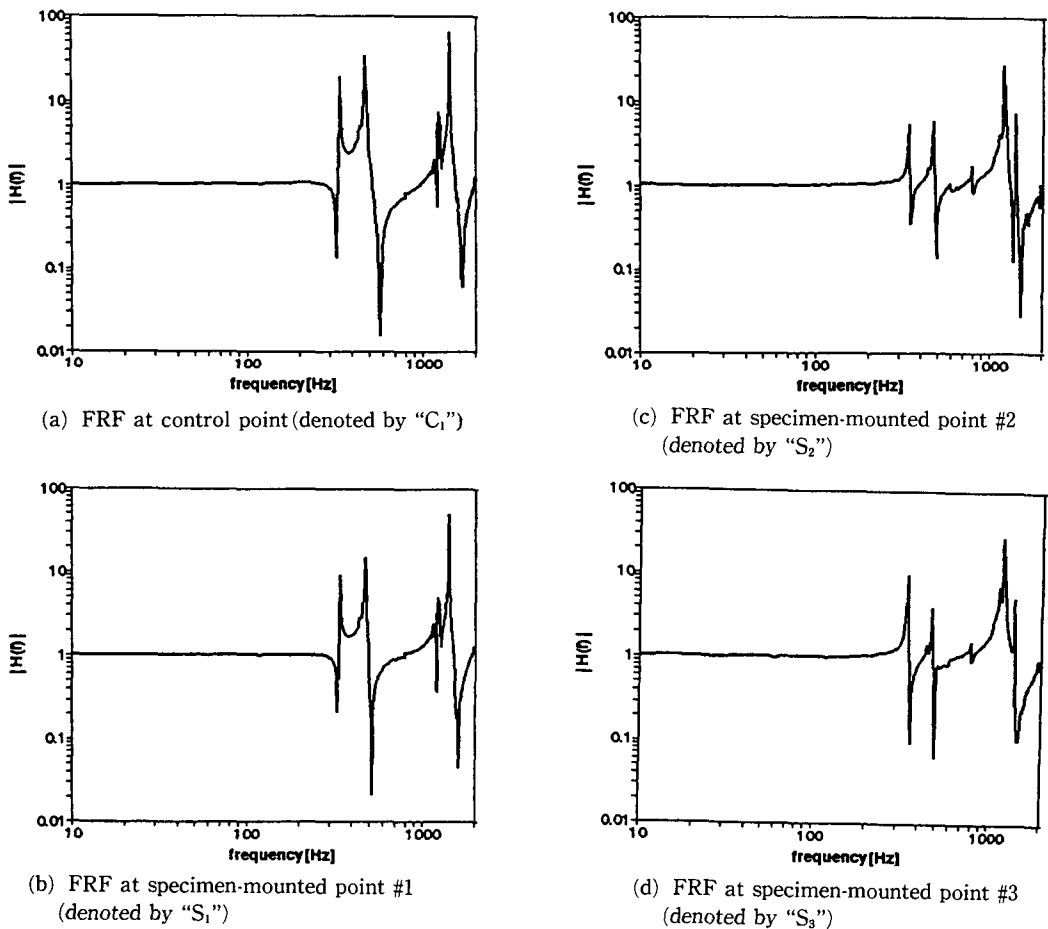 100
10
1
0.1
0.01
|H(f)|
10
100
1000
frequency[Hz]
(a) FRF at control point (denoted by “C₁”)
100
10
1
0.1
0.01
|H(f)|
10
100
1000
frequency[Hz]
(c) FRF at specimen-mounted point #2
(denoted by “S₂”)
100
10
1
0.1
0.01
|H(f)|
10
100
1000
frequency[Hz]
(b) FRF at specimen-mounted point #1
(denoted by “S₁”)
100
10
1
0.1
0.01
|H(f)|
10
100
1000
frequency[Hz]
(d) FRF at specimen-mounted point #3
(denoted by “S₃”)